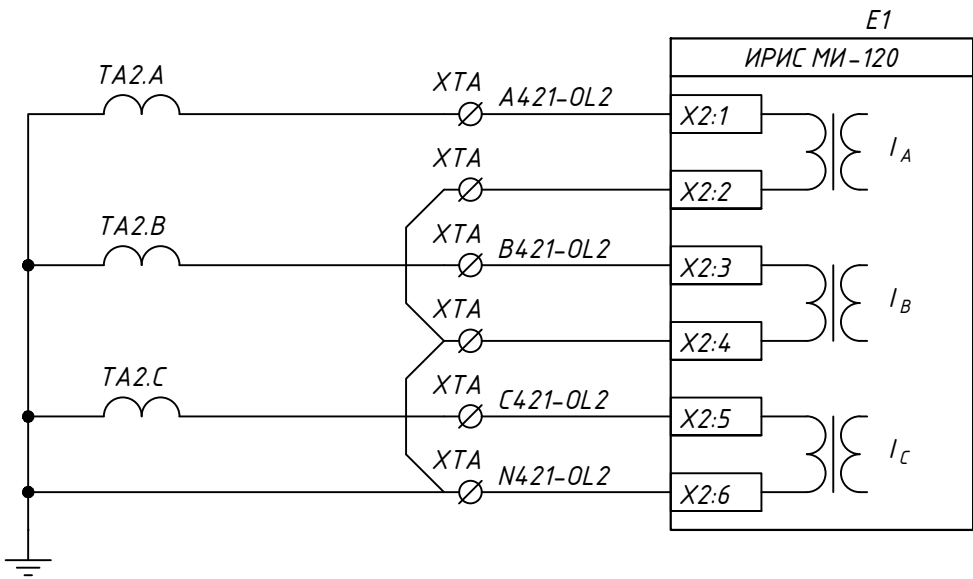 E1
ИРИС МИ-120
TA2.A
XTA
A421-OL2
X2:1
I A
XTA
X2:2
TA2.B
XTA
B421-OL2
X2:3
I B
XTA
X2:4
TA2.C
XTA
C421-OL2
X2:5
I C
XTA
N421-OL2
X2:6